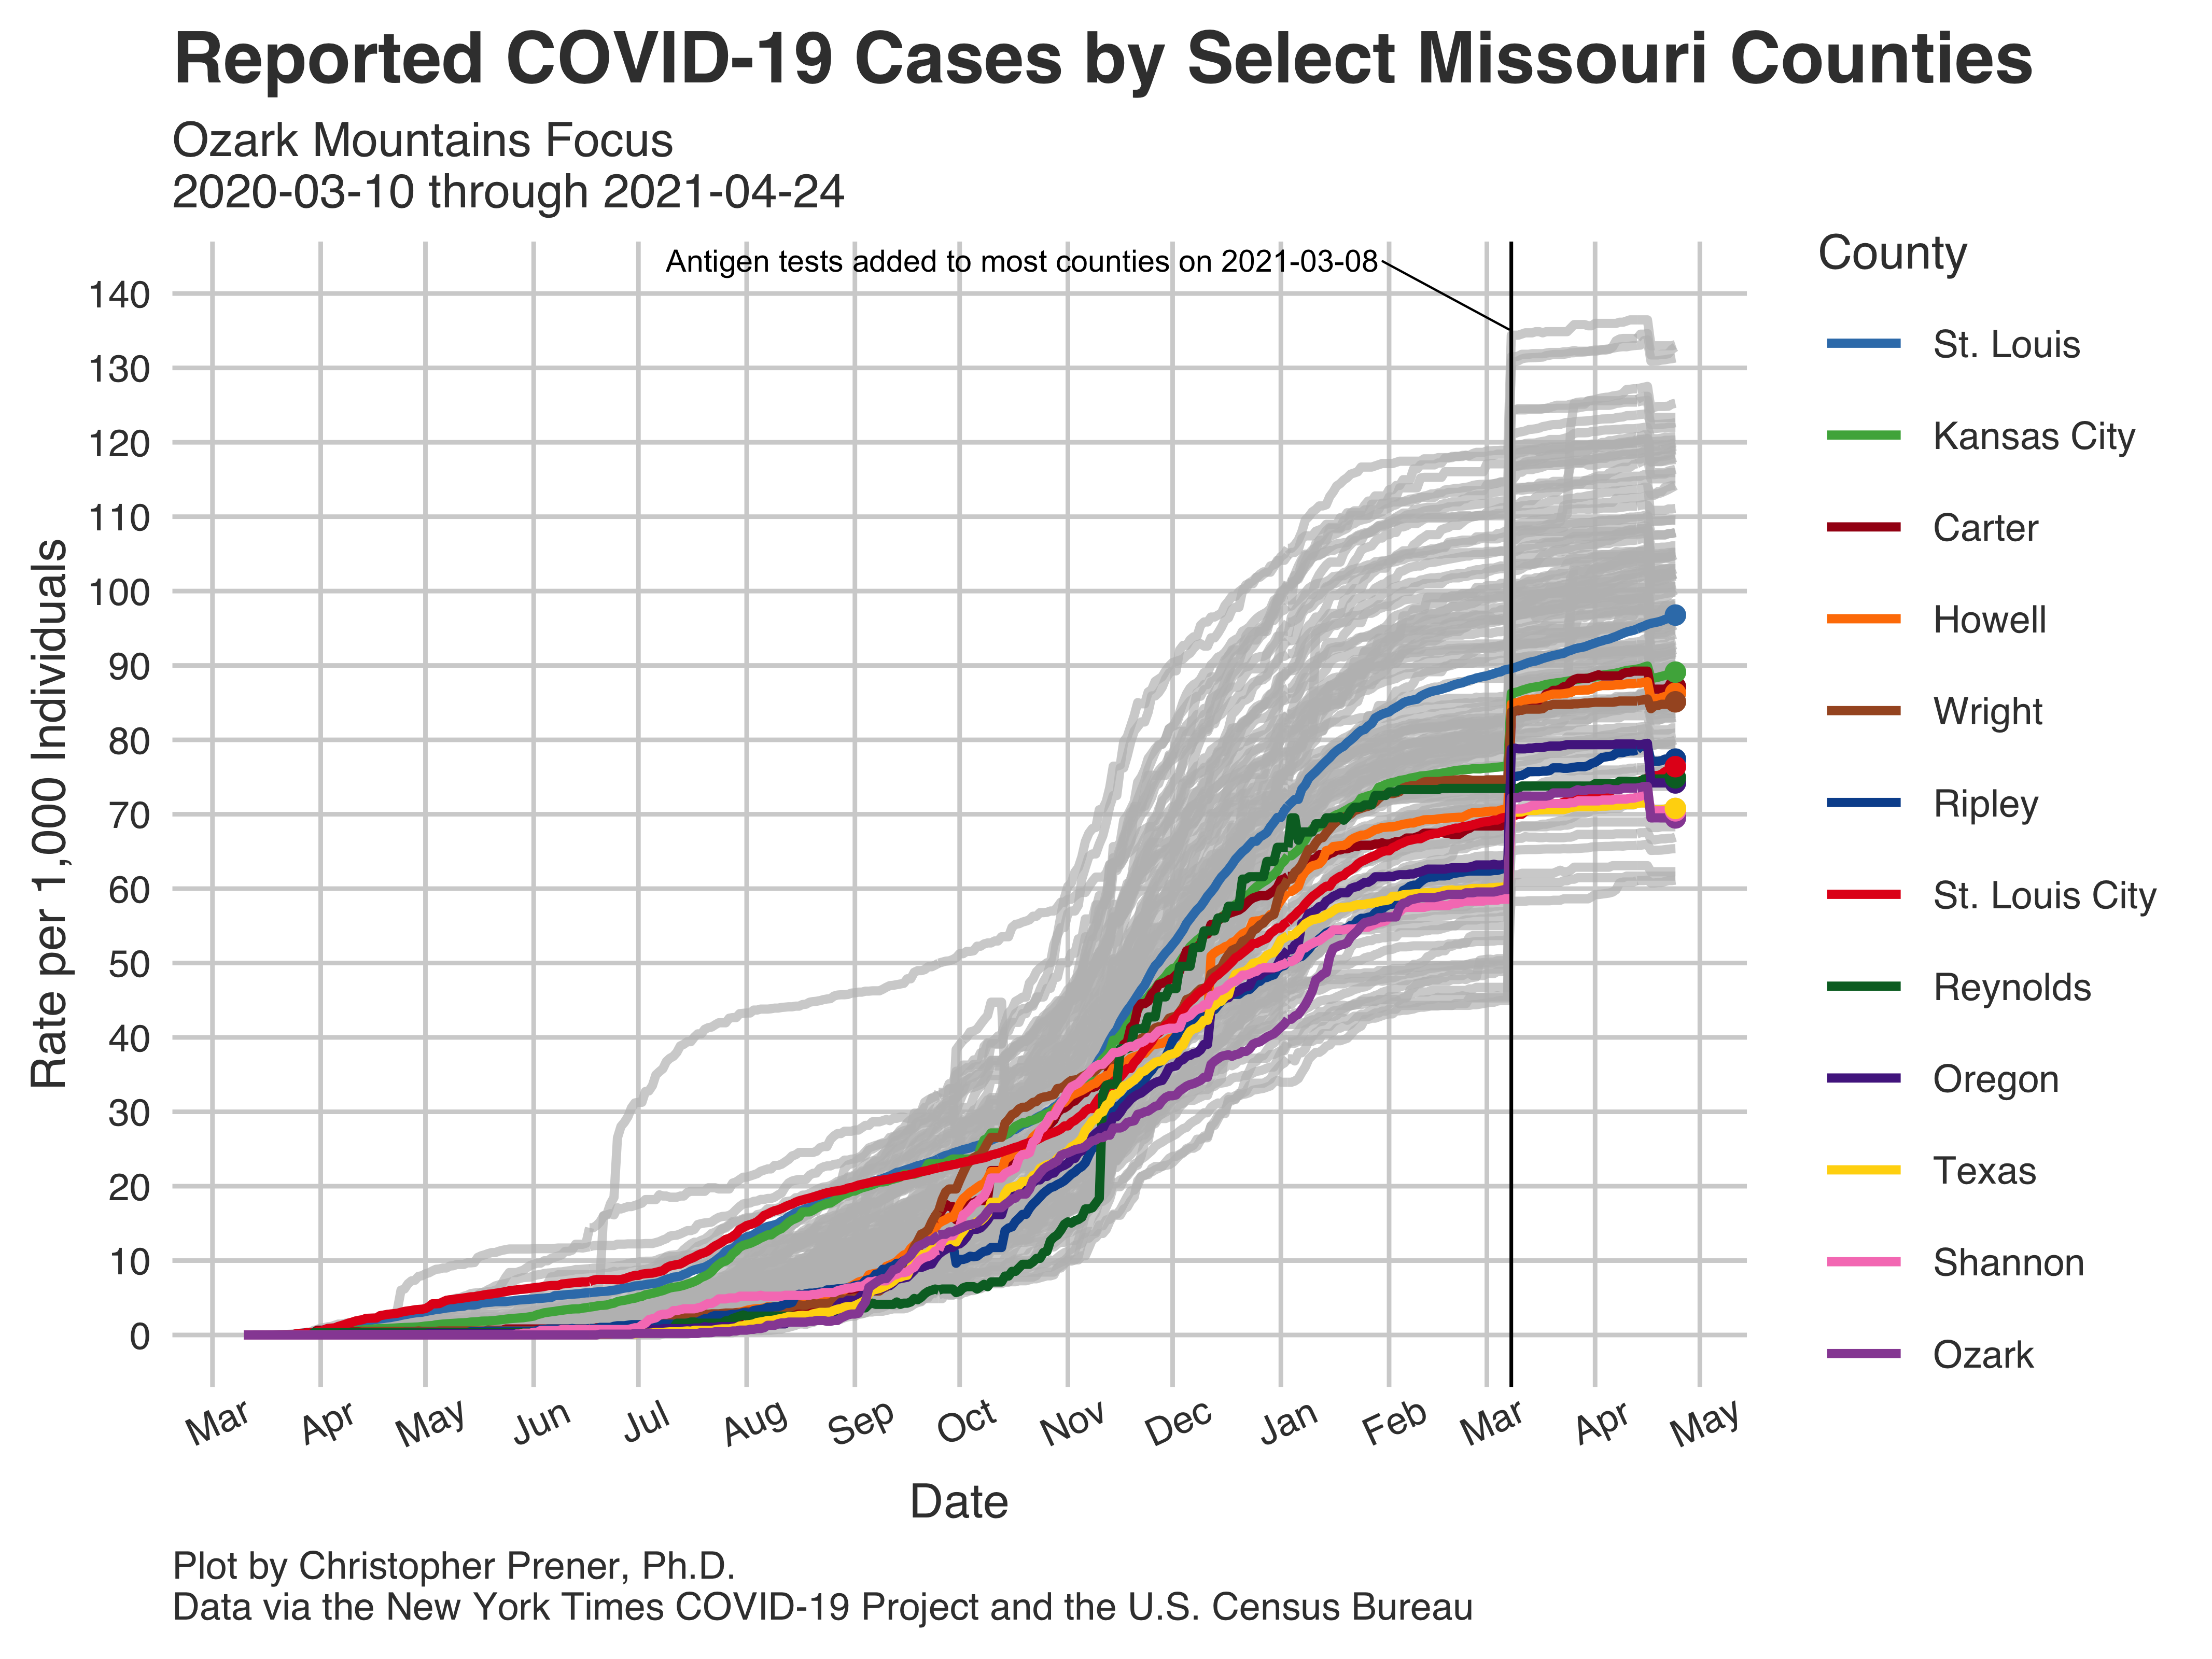 Reported COVID-19 Cases by Select Missouri Counties
Ozark Mountains Focus
2020-03-10 through 2021-04-24
Antigen tests added to most counties on 2021-03-08
Rate per 1,000 Individuals
140
130
120
110
100
90
80
70
60
50
40
30
20
10
0
Mar Apr May Jun Jul Aug Sep Oct Nov Dec Jan Feb Mar Apr May
Date
County
St. Louis
Kansas City
Carter
Howell
Wright
Ripley
St. Louis City
Reynolds
Oregon
Texas
Shannon
Ozark
Plot by Christopher Prener, Ph.D.
Data via the New York Times COVID-19 Project and the U.S. Census Bureau